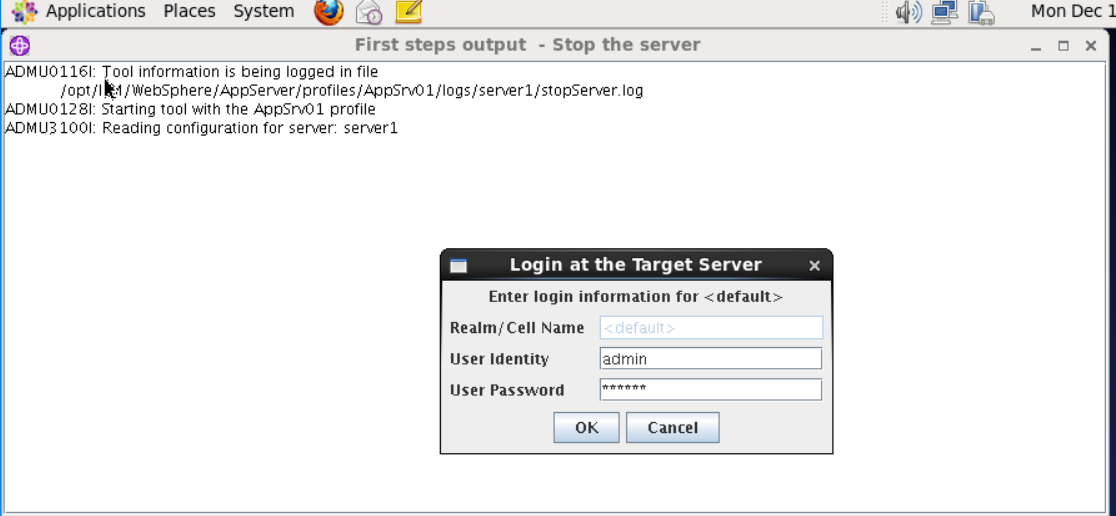 Applications Places System Mon Dec 1
First steps output - Stop the server
ADMU0116I: Tool information is being logged in file
/opt/IBM/WebSphere/AppServer/profiles/AppSrv01/logs/server1/stopServer.log
ADMU0128I: Starting tool with the AppSrv01 profile
ADMU3100I: Reading configuration for server: server1
Login at the Target Server
Enter login information for <default>
Realm/Cell Name <default>
User Identity admin
User Password ******
OK Cancel